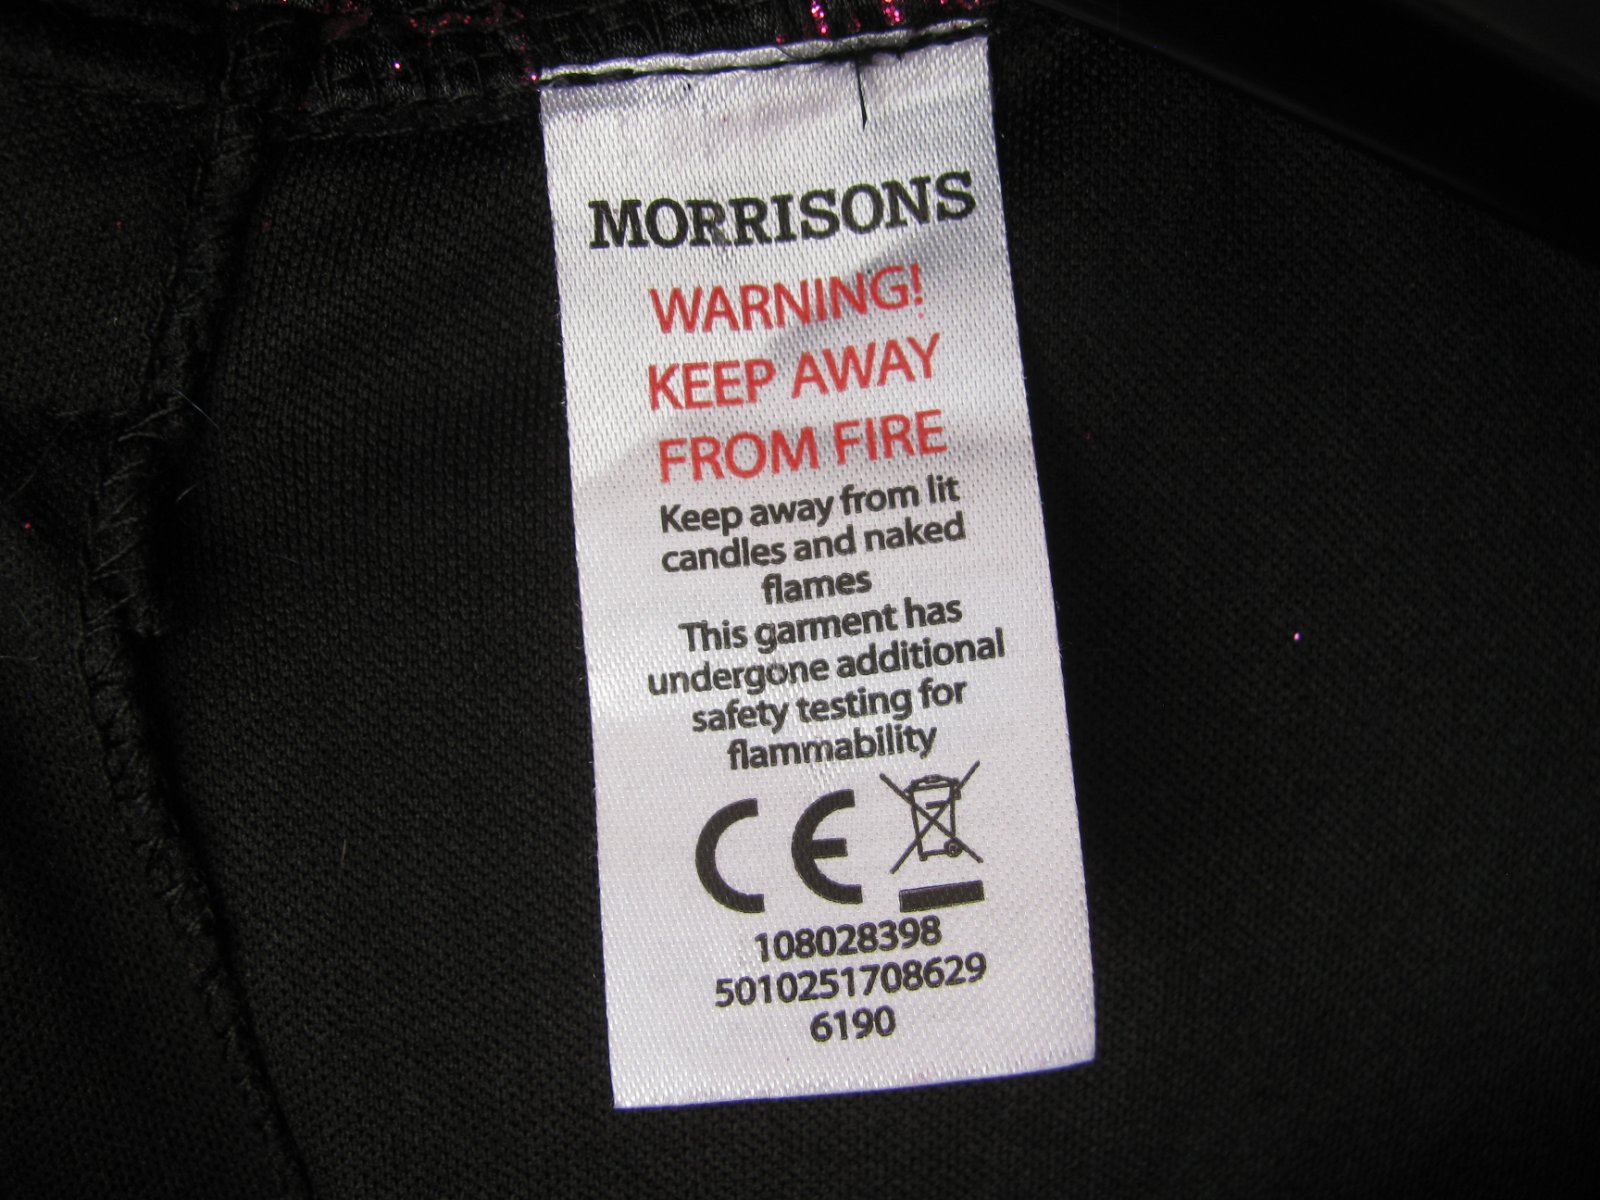 MORRISONS
WARNING!
KEEP AWAY
FROM FIRE
Keep away from lit
candles and naked
flames
This garment has
undergone additional
safety testing for
flammability
CE
108028398
5010251708629
6190